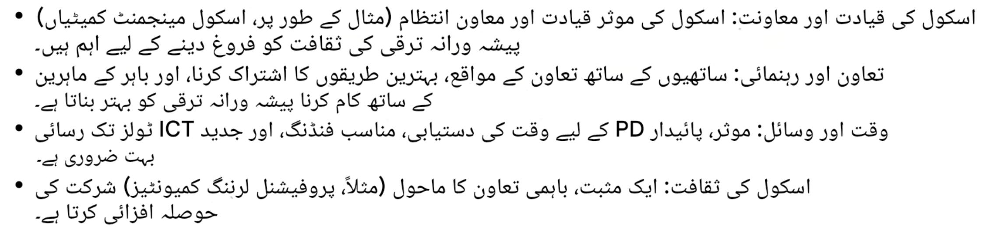 • اسکول کی قیادت اور معاونت: اسکول کی موثر قیادت اور معاون انتظام (مثال کے طور پر، اسکول مینجمنٹ کمیٹیاں)
پیشہ ورانہ ترقی کی ثقافت کو فروغ دینے کے لیے اہم ہیں۔
• تعاون اور رہنمائی: ساتھیوں کے ساتھ تعاون کے مواقع، بہترین طریقوں کا اشتراک کرنا، اور باہر کے ماہرین
کے ساتھ کام کرنا پیشہ ورانہ ترقی کو بہتر بناتا ہے۔
• وقت اور وسائل: موثر، پائیدار PD کے لیے وقت کی دستیابی، مناسب فنڈنگ، اور جدید ICT ٹولز تک رسائی
بہت ضروری ہے۔
• اسکول کی ثقافت: ایک مثبت، باہمی تعاون کا ماحول (مثلاً، پروفیشنل لرننگ کمیونٹیز) شرکت کی
حوصلہ افزائی کرتا ہے۔